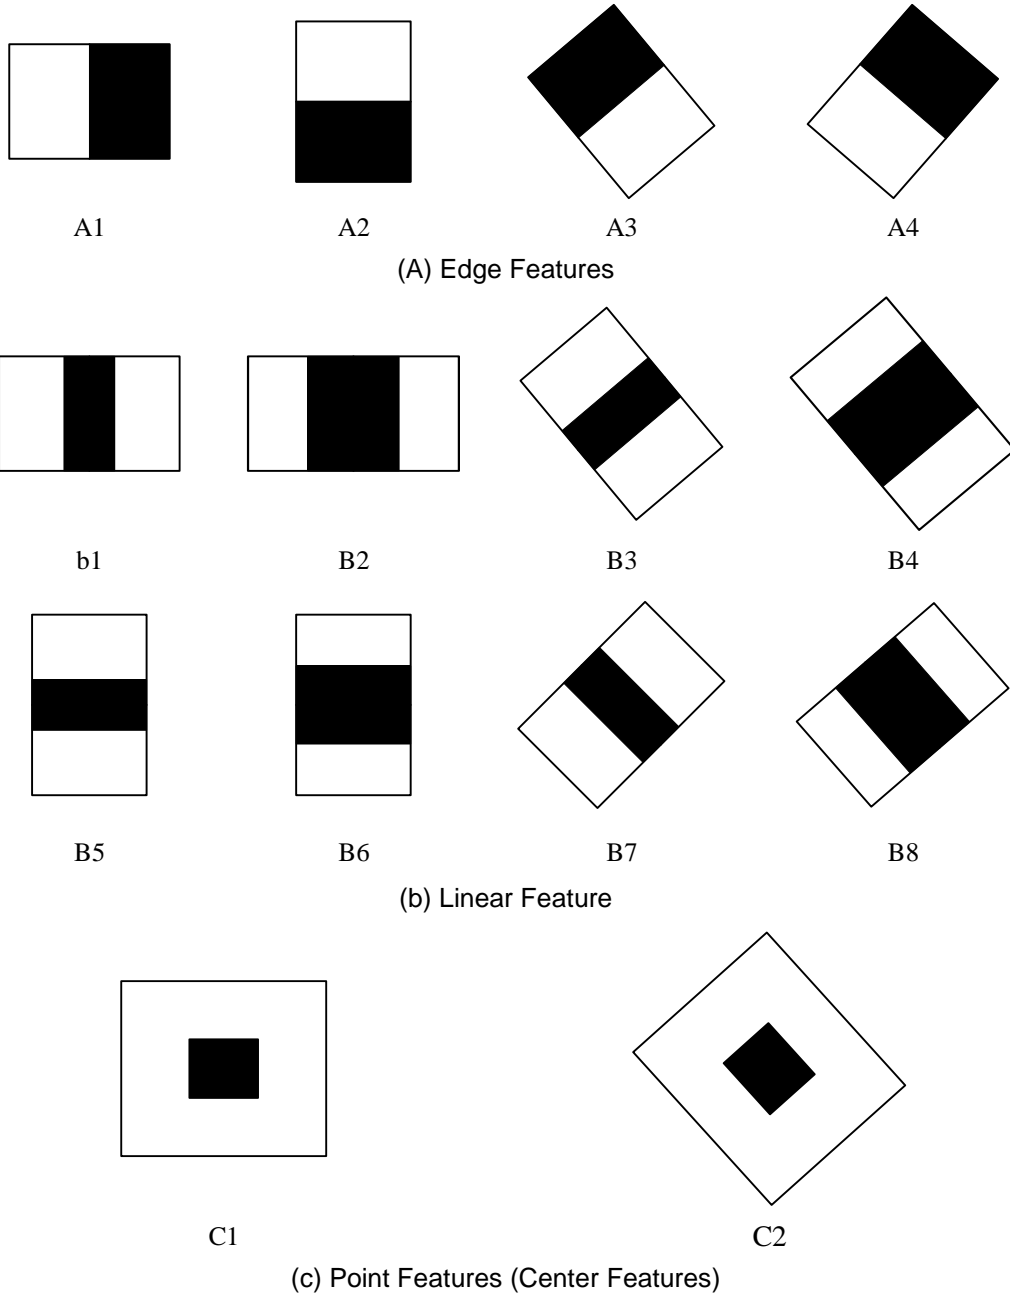 A1 A2 A3 A4
(A) Edge Features
b1 B2 B3 B4
B5 B6 B7 B8
(b) Linear Feature
C1 C2
(c) Point Features (Center Features)